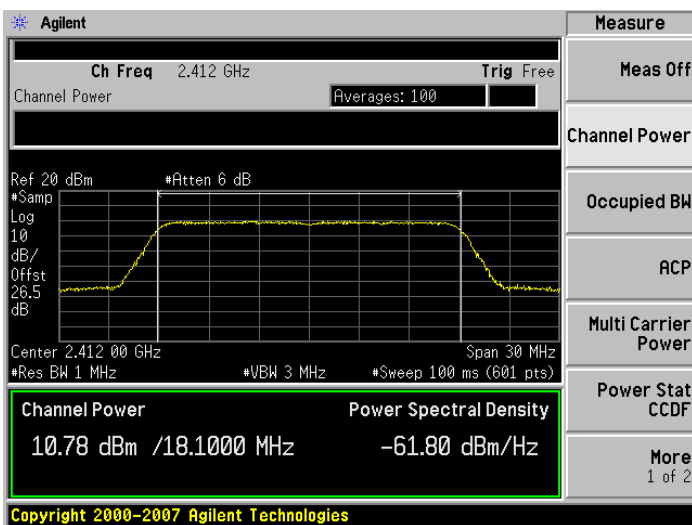 Agilent
Measure
Ch Freq 2.412 GHz Trig Free
Channel Power Averages: 100
Ref 20 dBm #Atten 6 dB
#Samp
Log
10
dB/
Offst
26.5
dB
Center 2.412 00 GHz Span 30 MHz
#Res BW 1 MHz #VBW 3 MHz #Sweep 100 ms (601 pts)
Channel Power Power Spectral Density
10.78 dBm /18.1000 MHz -61.80 dBm/Hz
Copyright 2000-2007 Agilent Technologies
Meas Off
Channel Power
Occupied BW
ACP
Multi Carrier
Power
Power Stat
CCDF
More
1 of 2